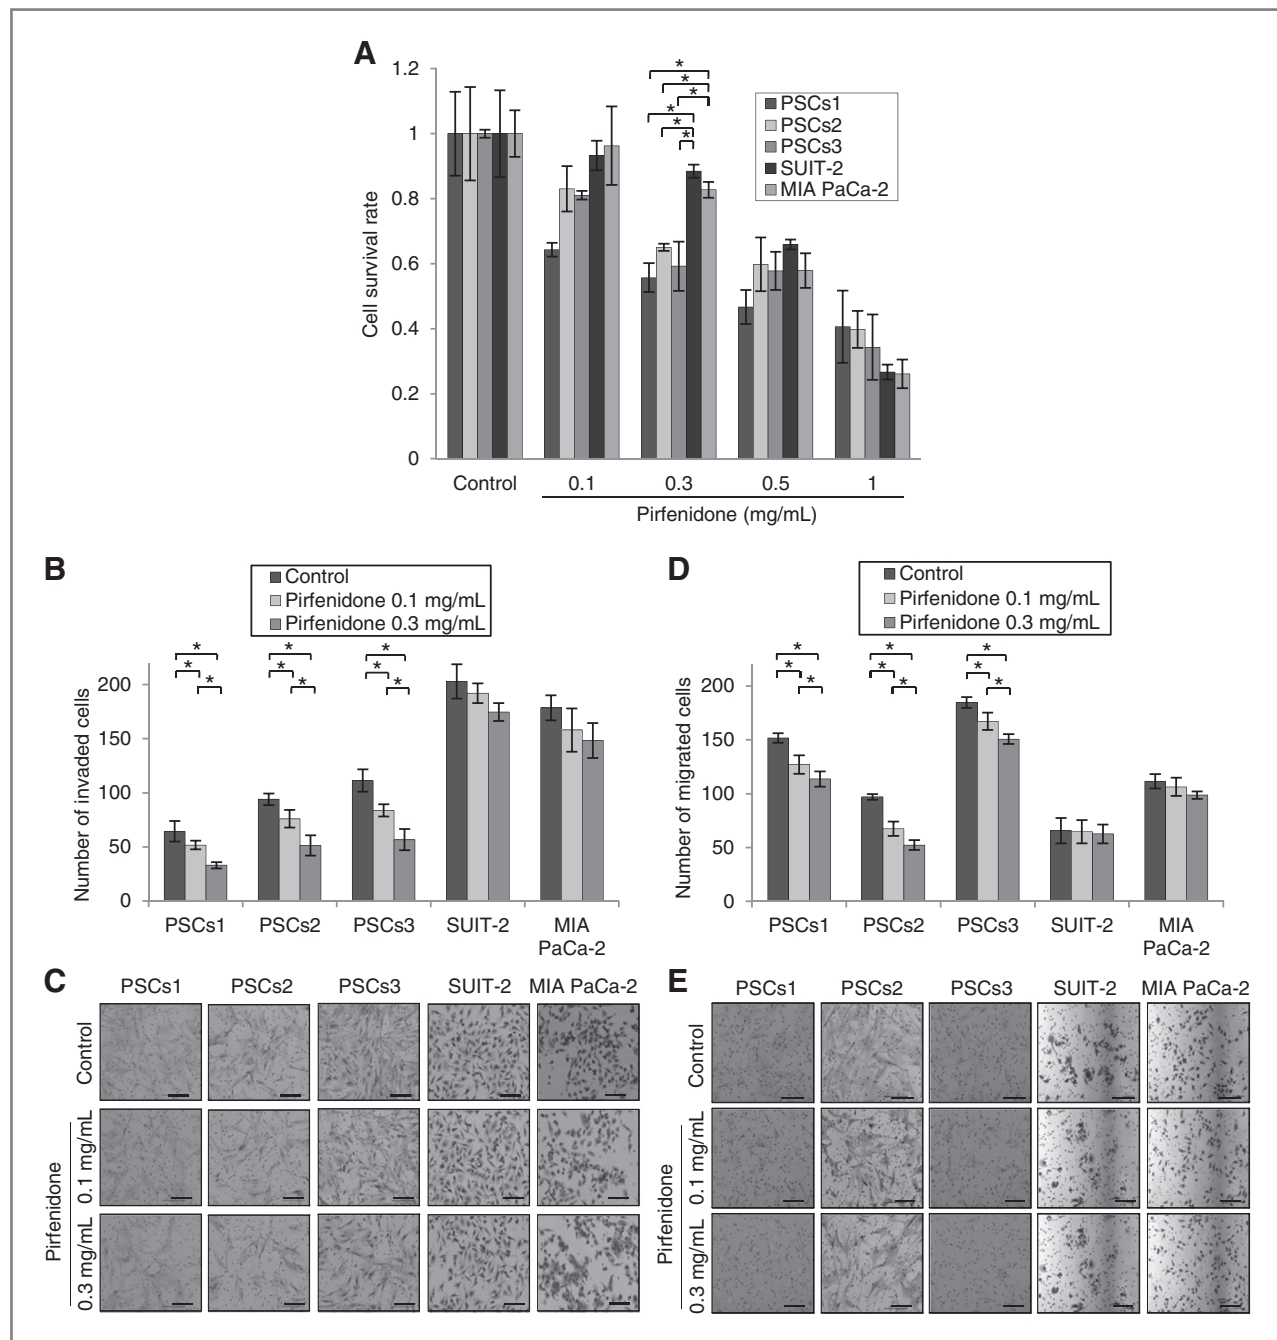 A
1.2
1
0.8
0.6
0.4
0.2
0
Cell survival rate
* * * * * *
PSCs1
PSCs2
PSCs3
SUIT-2
MIA PaCa-2
Control 0.1 0.3 0.5 1
Pirfenidone (mg/mL)
B
Control
Pirfenidone 0.1 mg/mL
Pirfenidone 0.3 mg/mL
* * * * * * * * *
200
150
100
50
0
Number of invaded cells
PSCs1 PSCs2 PSCs3 SUIT-2 MIA
PaCa-2
D
Control
Pirfenidone 0.1 mg/mL
Pirfenidone 0.3 mg/mL
* * * * * * * * *
200
150
100
50
0
Number of migrated cells
PSCs1 PSCs2 PSCs3 SUIT-2 MIA
PaCa-2
C
PSCs1 PSCs2 PSCs3 SUIT-2 MIA PaCa-2
Control
Pirfenidone
0.1 mg/mL
0.3 mg/mL
E
PSCs1 PSCs2 PSCs3 SUIT-2 MIA PaCa-2
Control
Pirfenidone
0.1 mg/mL
0.3 mg/mL